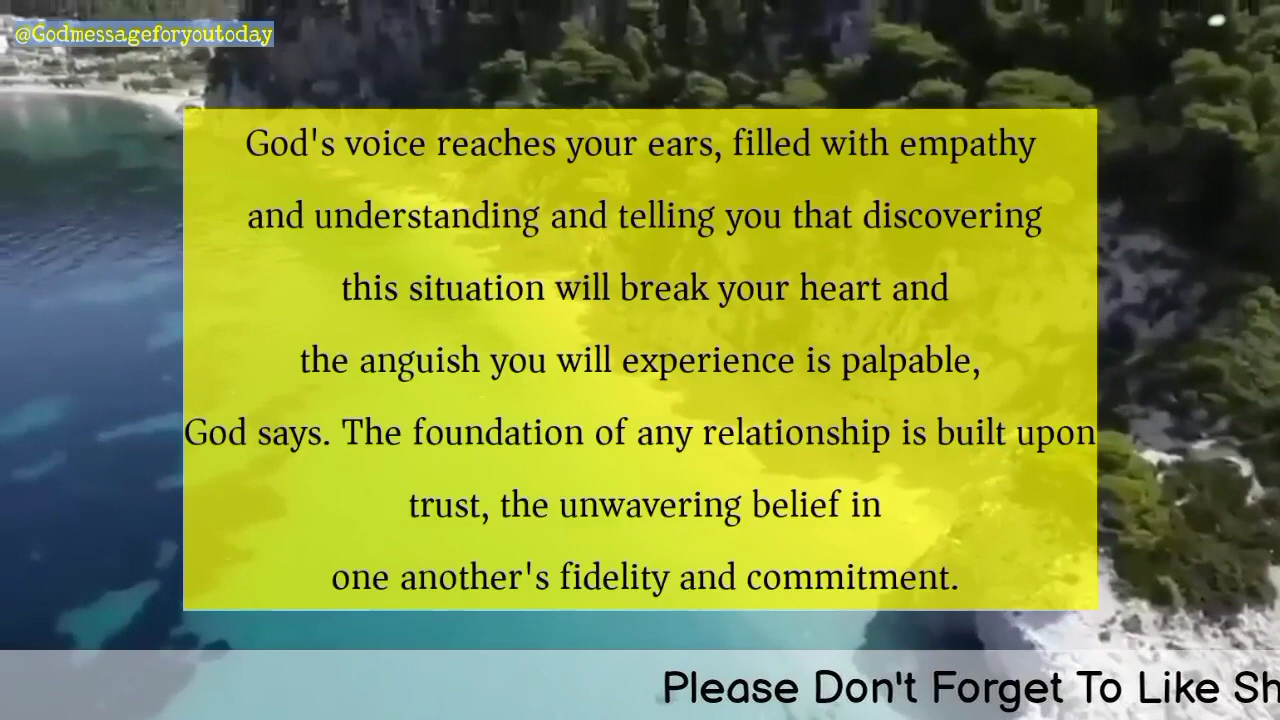 @Godmessageforyoutoday
God's voice reaches your ears, filled with empathy
and understanding and telling you that discovering
this situation will break your heart and
the anguish you will experience is palpable,
God says. The foundation of any relationship is built upon
trust, the unwavering belief in
one another's fidelity and commitment.
Please Don't Forget To Like Sh